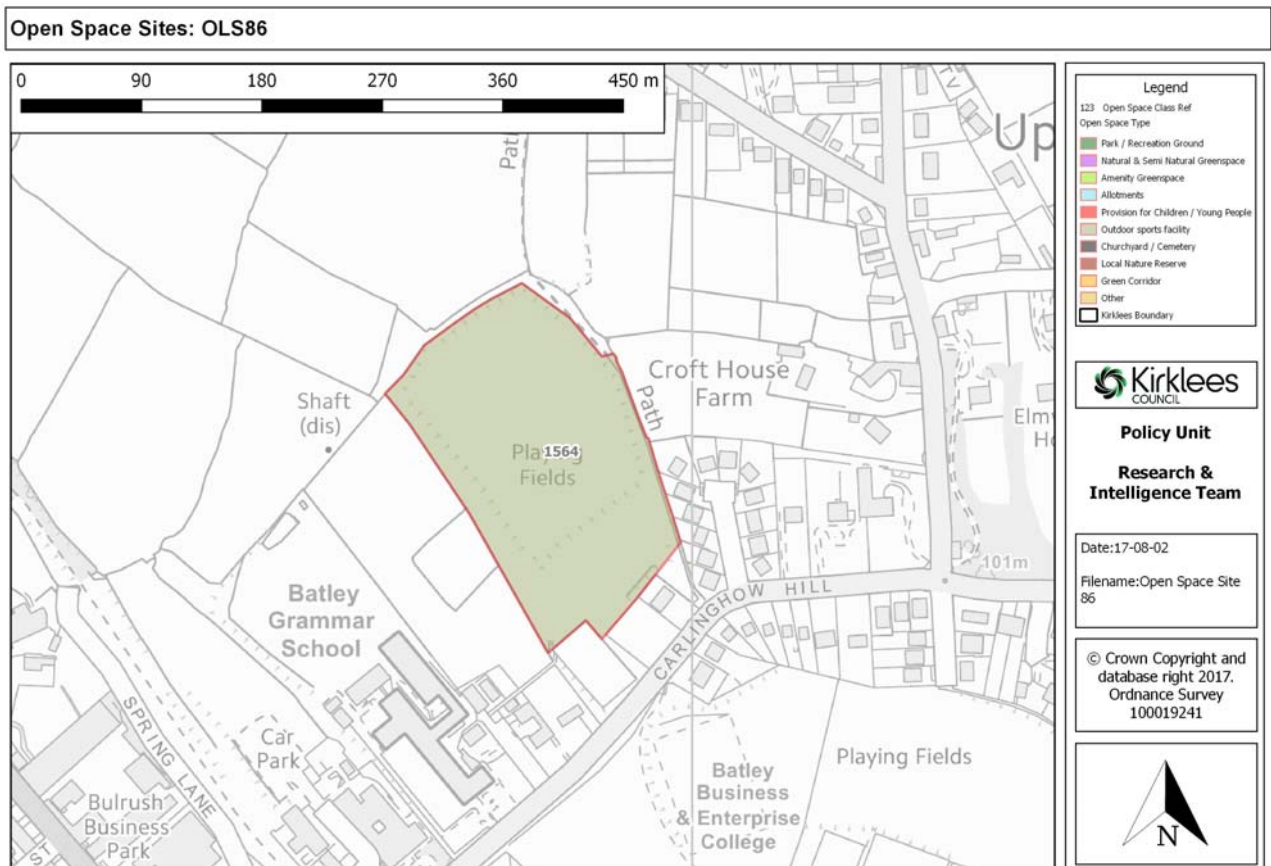 Open Space Sites: OLS86
0 90 180 270 360 450 m
Path
Up
Shaft
(dis)
Playing
Fields
1564
Path
Croft House
Farm
101m
CARLINGHOW HILL
Batley
Grammar
School
SPRING LANE
Car
Park
Bulrush
Business
Park
ST
Batley
Business
& Enterprise
College
Playing Fields
Legend
123 Open Space Class Ref
Open Space Type
Park / Recreation Ground
Natural & Semi Natural Greenspace
Amenity Greenspace
Allotments
Provision for Children / Young People
Outdoor sports facility
Churchyard / Cemetery
Local Nature Reserve
Green Corridor
Other
Kirklees Boundary
Kirklees
COUNCIL
Policy Unit
Research &
Intelligence Team
Date:17-08-02
Filename:Open Space Site
86
© Crown Copyright and
database right 2017.
Ordnance Survey
100019241
N